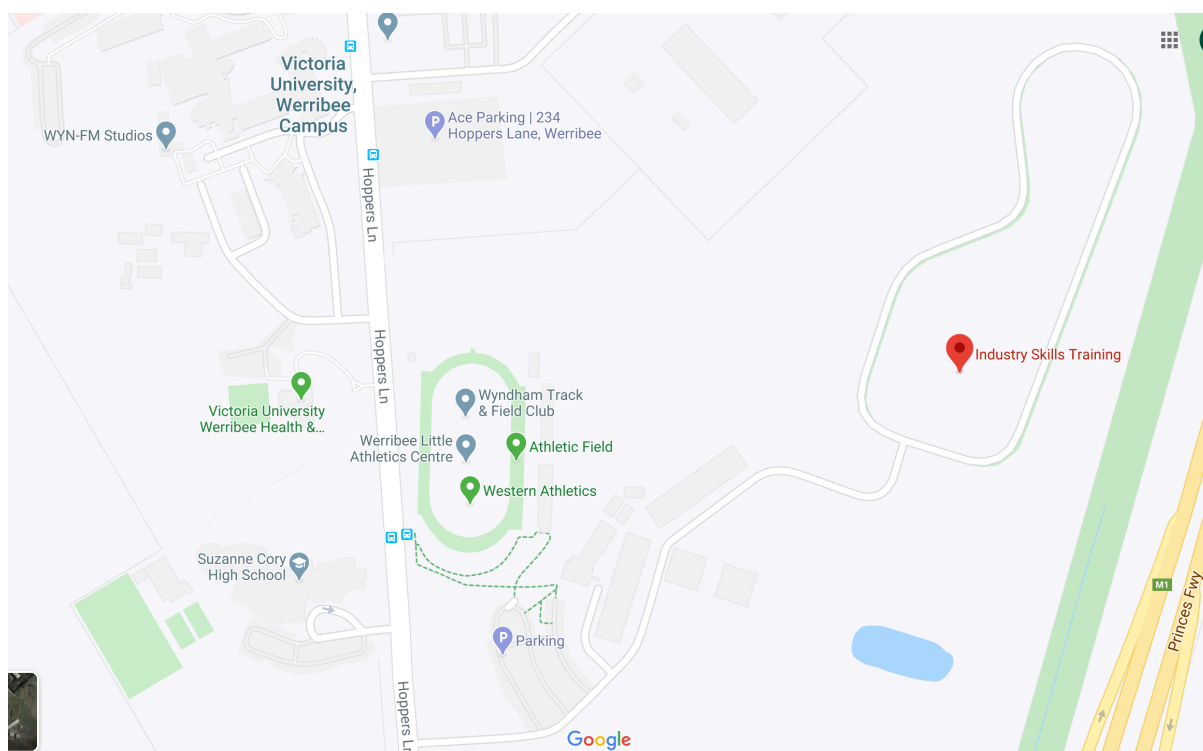 Victoria
University,
Werribee
Campus
WYN-FM Studios
P
Ace Parking | 234
Hoppers Lane, Werribee
Hoppers Ln
Hoppers Ln
Industry Skills Training
Victoria University
Werribee Health &...
Wyndham Track
& Field Club
Werribee Little
Athletics Centre
Athletic Field
Western Athletics
Suzanne Cory
High School
P
Parking
M1
Princes Fwy
Hoppers Ln
Google